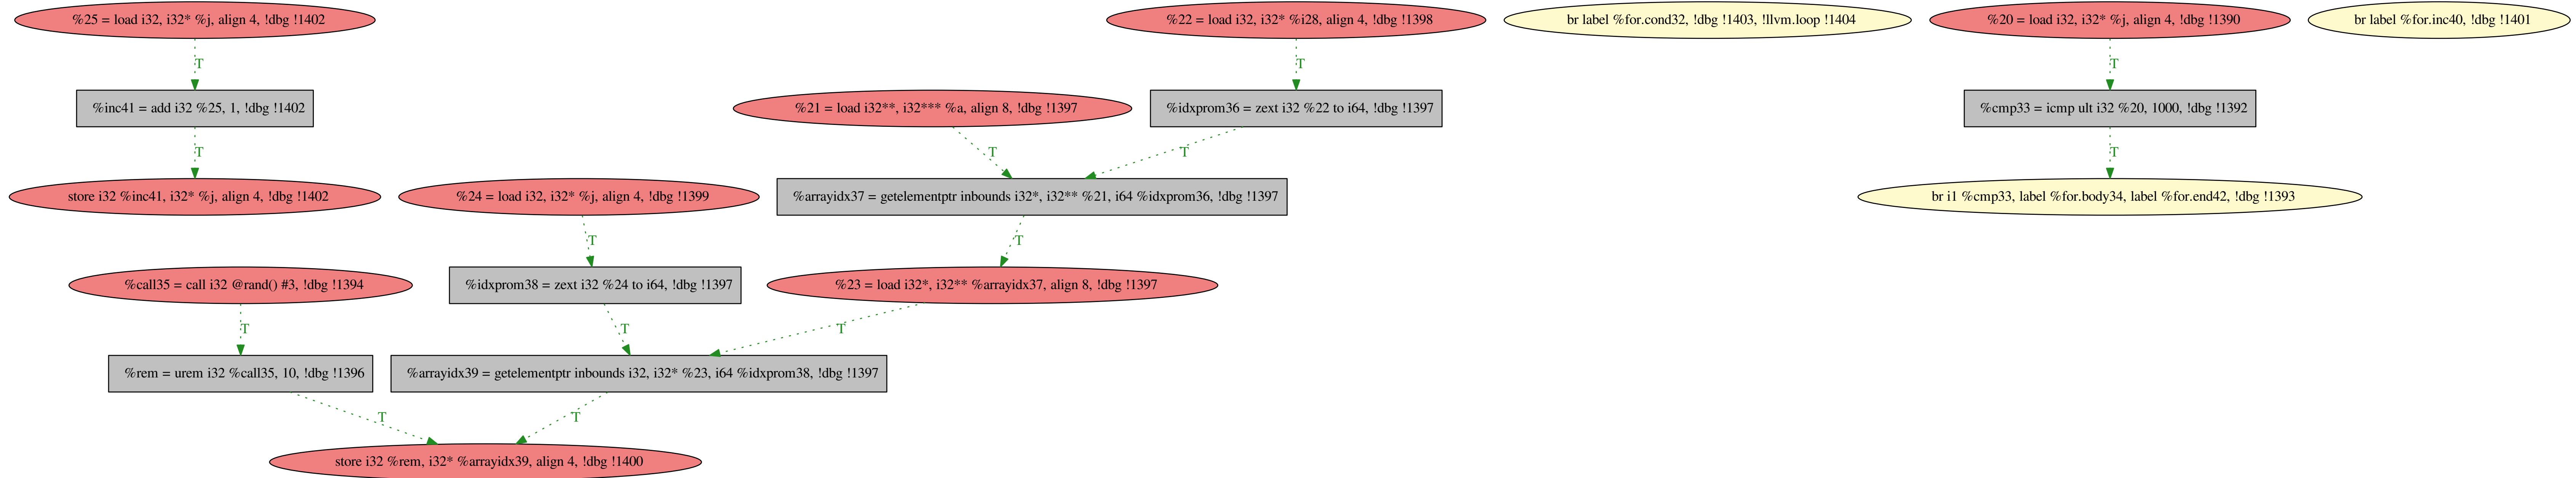 %25 = load i32, i32* %j, align 4, !dbg !1402
%22 = load i32, i32* %i28, align 4, !dbg !1398
br label %for.cond32, !dbg !1403, !llvm.loop !1404
%20 = load i32, i32* %j, align 4, !dbg !1390
br label %for.inc40, !dbg !1401
T
T
T
%inc41 = add i32 %25, 1, !dbg !1402
%21 = load i32**, i32*** %a, align 8, !dbg !1397
%idxprom36 = zext i32 %22 to i64, !dbg !1397
%cmp33 = icmp ult i32 %20, 1000, !dbg !1392
T
T
T
T
store i32 %inc41, i32* %j, align 4, !dbg !1402
%24 = load i32, i32* %j, align 4, !dbg !1399
%arrayidx37 = getelementptr inbounds i32*, i32** %21, i64 %idxprom36, !dbg !1397
br i1 %cmp33, label %for.body34, label %for.end42, !dbg !1393
T
T
%call35 = call i32 @rand() #3, !dbg !1394
%idxprom38 = zext i32 %24 to i64, !dbg !1397
%23 = load i32*, i32** %arrayidx37, align 8, !dbg !1397
T
T
T
%rem = urem i32 %call35, 10, !dbg !1396
%arrayidx39 = getelementptr inbounds i32, i32* %23, i64 %idxprom38, !dbg !1397
T
T
store i32 %rem, i32* %arrayidx39, align 4, !dbg !1400